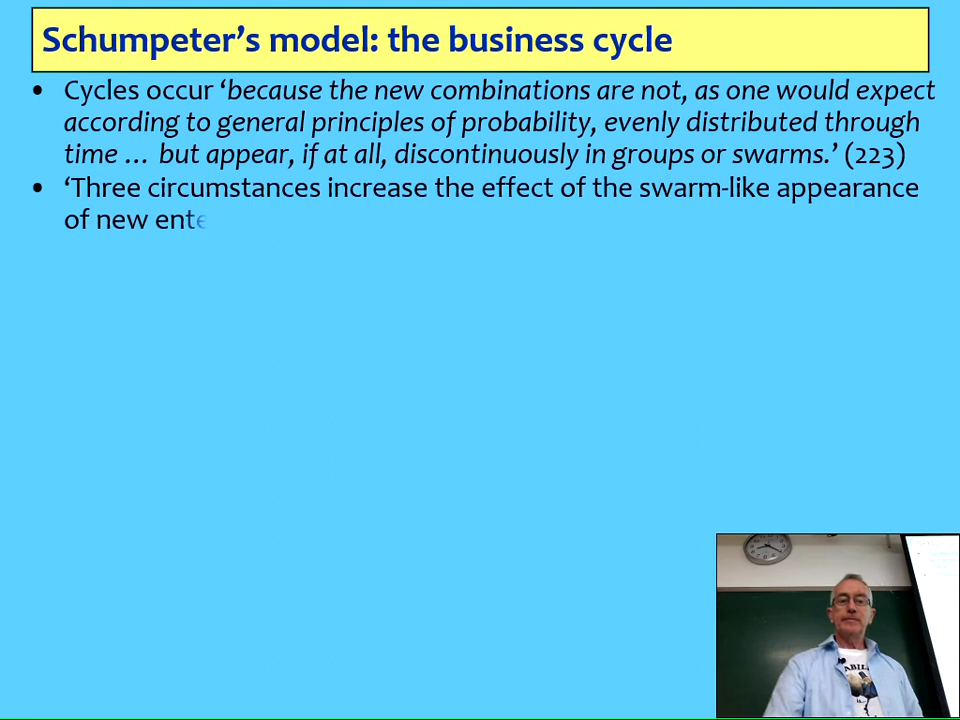 Schumpeter’s model: the business cycle
• Cycles occur ‘because the new combinations are not, as one would expect
according to general principles of probability, evenly distributed through
time … but appear, if at all, discontinuously in groups or swarms.’ (223)
• ‘Three circumstances increase the effect of the swarm-like appearance
of new ente